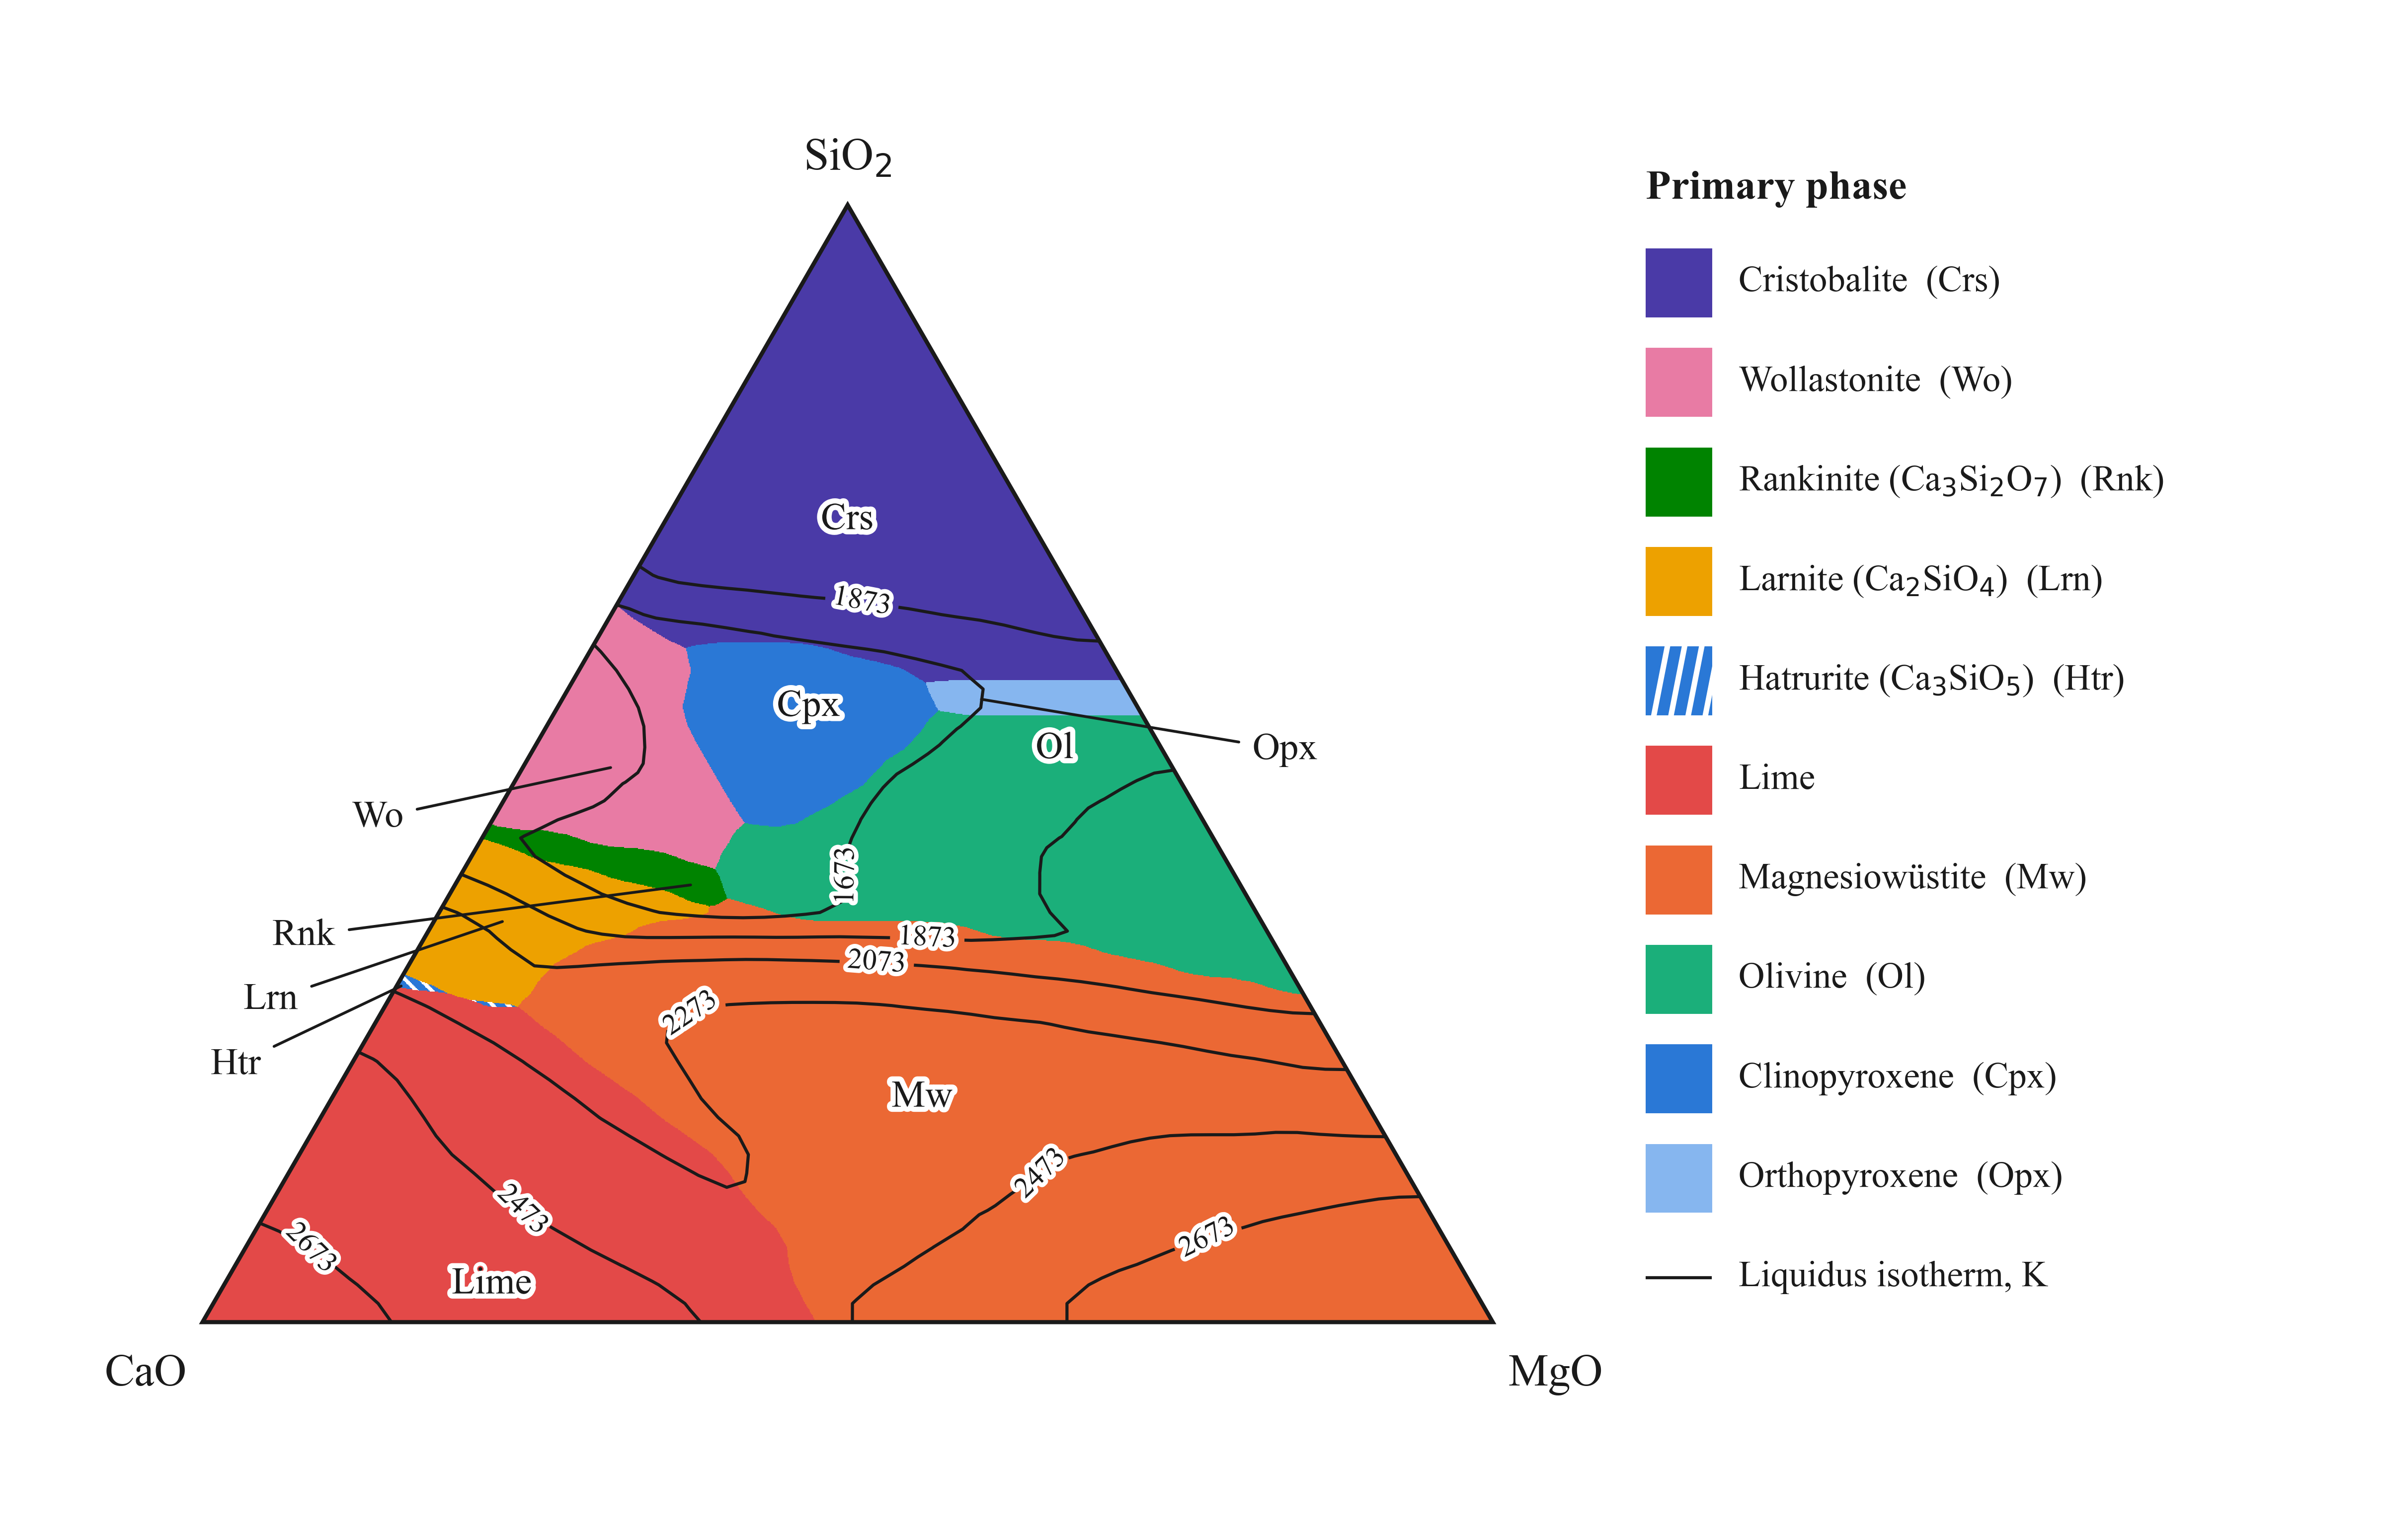 SiO₂
Crs
1873
Cpx
Ol
Opx
Wo
1673
Rnk
1873
2073
Lrn
2273
Htr
Mw
2473
2473
2673
2673
Lime
CaO
MgO
Primary phase
Cristobalite (Crs)
Wollastonite (Wo)
Rankinite (Ca₃Si₂O₇) (Rnk)
Larnite (Ca₂SiO₄) (Lrn)
Hatrurite (Ca₃SiO₅) (Htr)
Lime
Magnesiowüstite (Mw)
Olivine (Ol)
Clinopyroxene (Cpx)
Orthopyroxene (Opx)
Liquidus isotherm, K